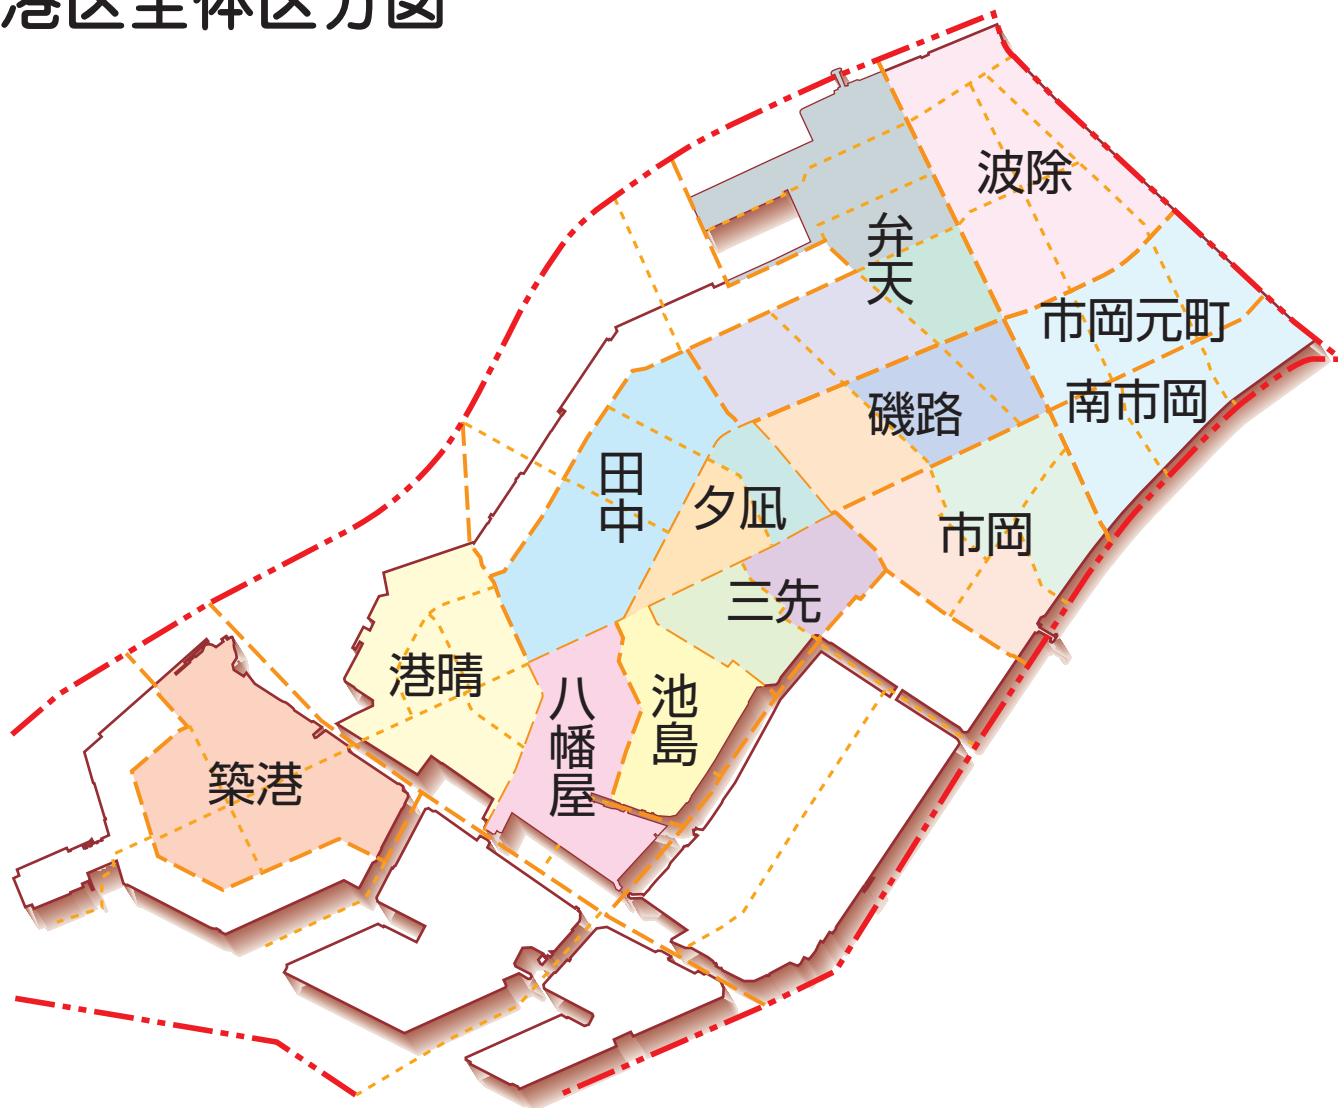 港区全体区分図
波除
弁天
市岡元町
南市岡
磯路
田中
夕凪
市岡
三先
港晴
八幡屋
池島
築港